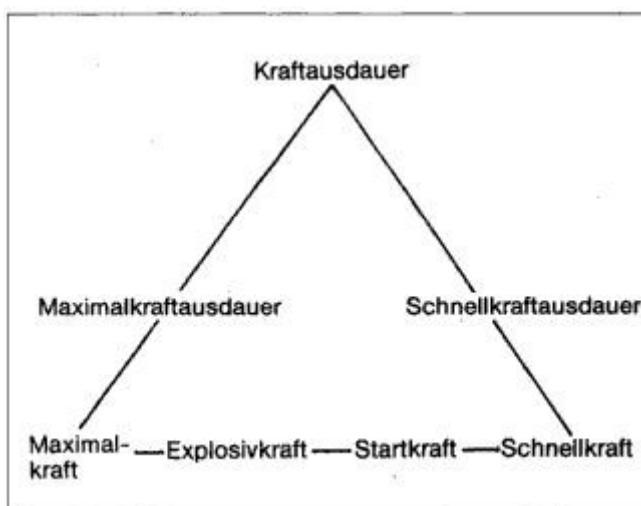 Kraftausdauer
Maximalkraftausdauer Schnellkraftausdauer
Maximal-
kraft
Explosivkraft Startkraft Schnellkraft